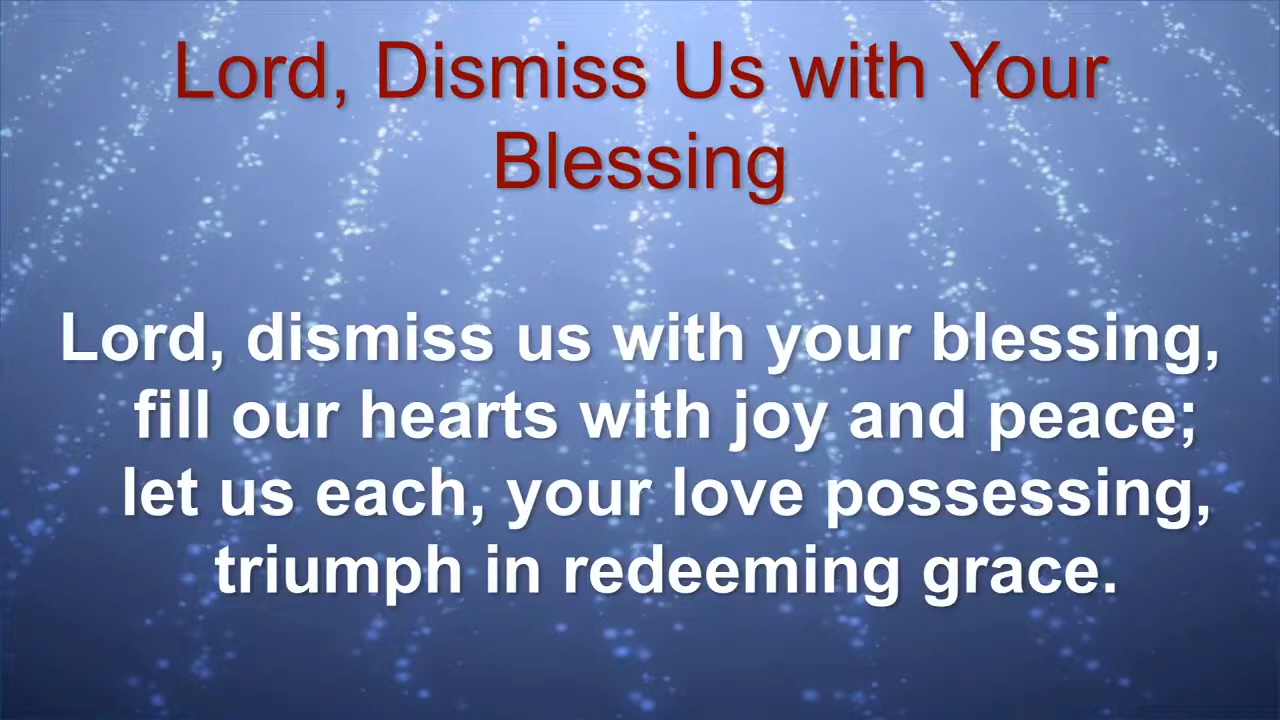 Lord, Dismiss Us with Your
Blessing
Lord, dismiss us with your blessing,
fill our hearts with joy and peace;
let us each, your love possessing,
triumph in redeeming grace.